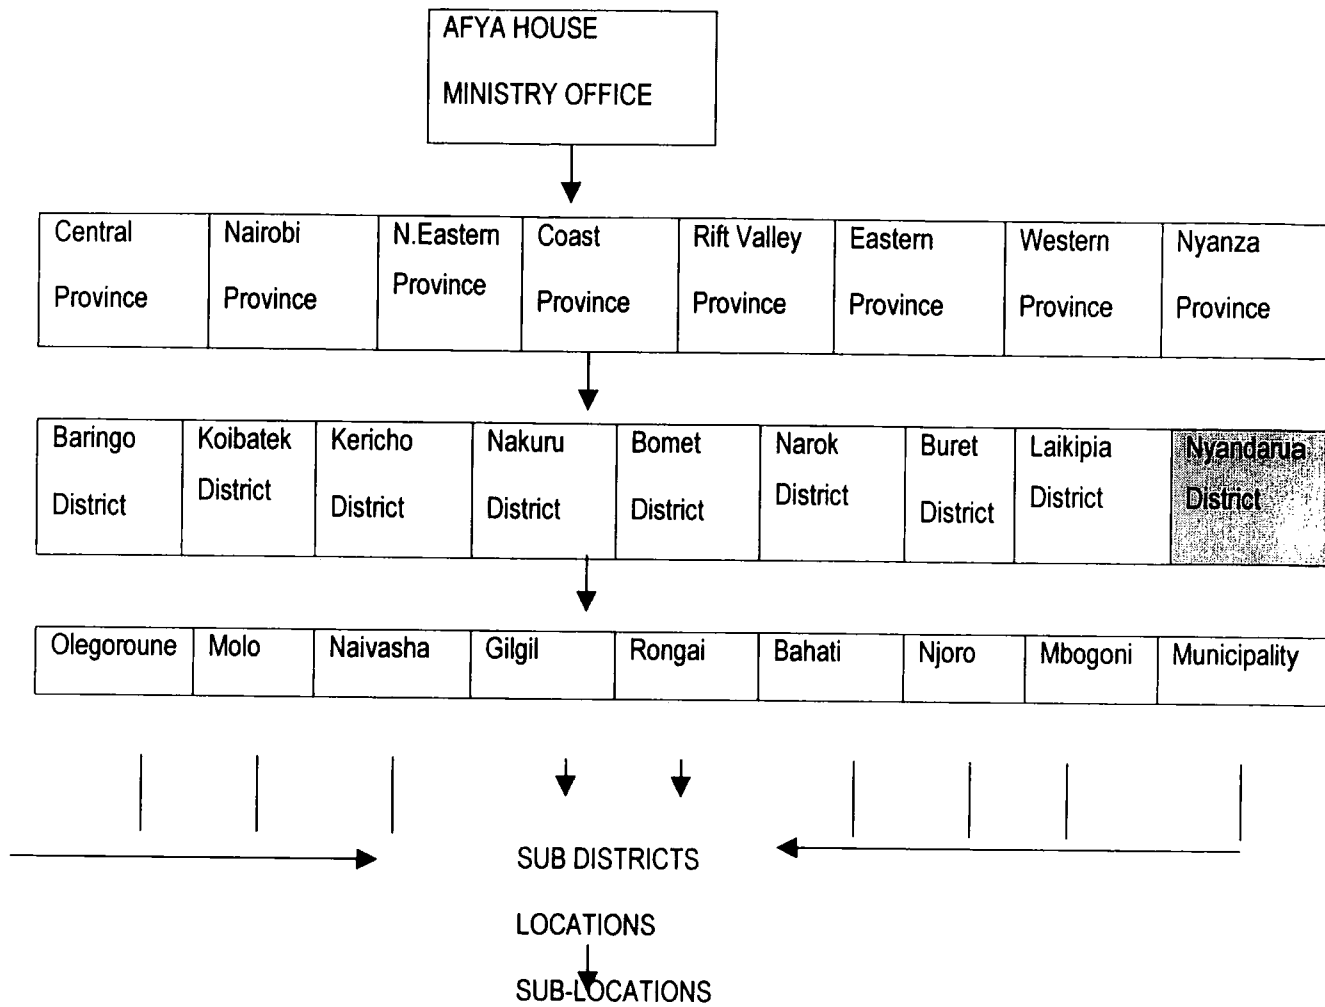 AFYA HOUSE
MINISTRY OFFICE
Central Province
Nairobi Province
N.Eastern Province
Coast Province
Rift Valley Province
Eastern Province
Western Province
Nyanza Province
Baringo District
Koibatek District
Kericho District
Nakuru District
Bomet District
Narok District
Buret District
Laikipia District
Nyandarua District
Olegoroune
Molo
Naivasha
Gilgil
Rongai
Bahati
Njoro
Mbogoni
Municipality
SUB DISTRICTS
LOCATIONS
SUB-LOCATIONS